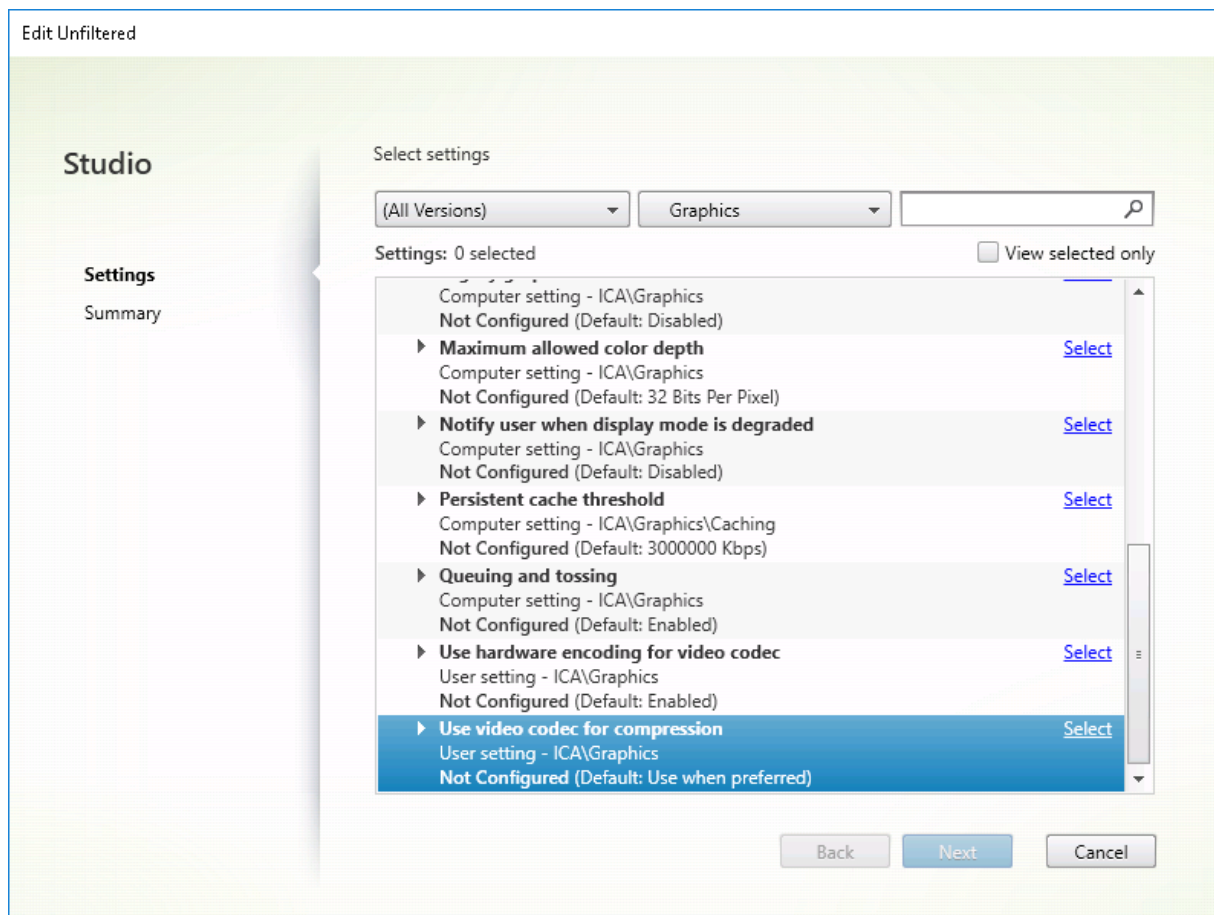 Edit Unfiltered
Studio
Settings
Summary
Select settings
(All Versions)
Graphics
Settings: 0 selected
View selected only
Computer setting - ICA\Graphics
Not Configured (Default: Disabled)
Maximum allowed color depth Select
Computer setting - ICA\Graphics
Not Configured (Default: 32 Bits Per Pixel)
Notify user when display mode is degraded Select
Computer setting - ICA\Graphics
Not Configured (Default: Disabled)
Persistent cache threshold Select
Computer setting - ICA\Graphics\Caching
Not Configured (Default: 3000000 Kbps)
Queuing and tossing Select
Computer setting - ICA\Graphics
Not Configured (Default: Enabled)
Use hardware encoding for video codec Select
User setting - ICA\Graphics
Not Configured (Default: Enabled)
Use video codec for compression Select
User setting - ICA\Graphics
Not Configured (Default: Use when preferred)
Back
Next
Cancel